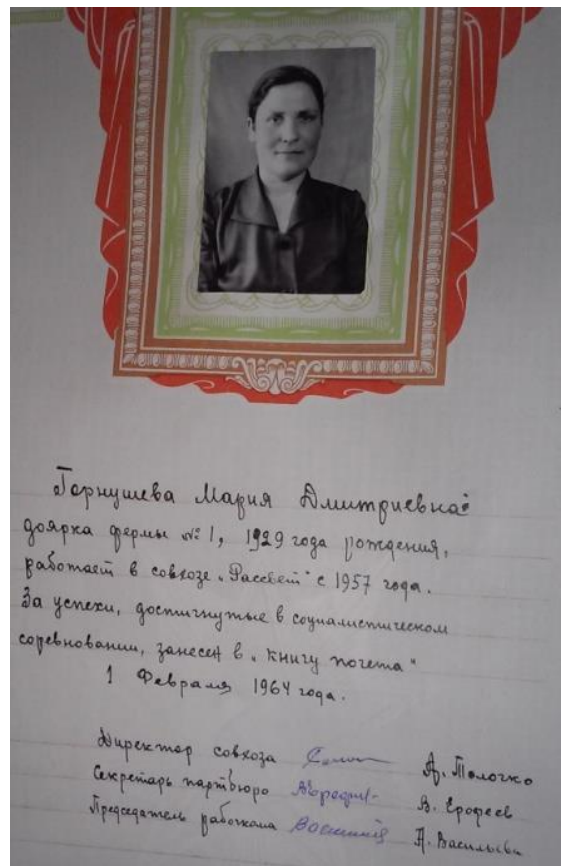 Горнушева Мария Дмитриевна
доярка фермы № 1, 1929 года рождения,
работает в совхозе „Рассвет" с 1957 года.
За успехи, достигнутые в социалистическом
соревновании, занесен в „книгу почета"
1 Февраля 1964 года.
Директор совхоза А. Толочко
Секретарь партбюро В. Ерофеев
Председатель рабочкома А. Васильева